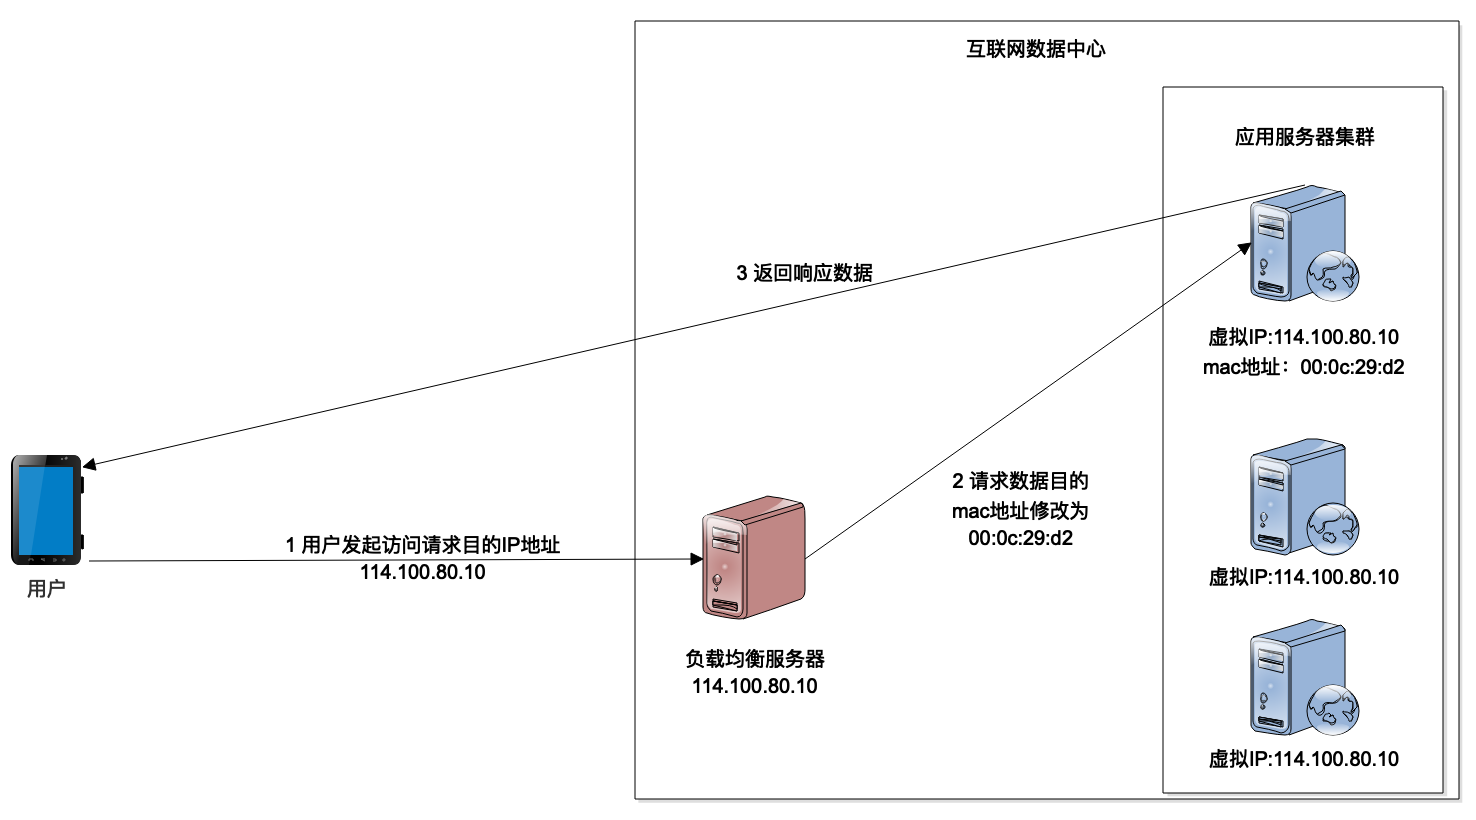 互联网数据中心
应用服务器集群
3 返回响应数据
虚拟IP:114.100.80.10
mac地址：00:0c:29:d2
2 请求数据目的
mac地址修改为
00:0c:29:d2
1 用户发起访问请求目的IP地址
114.100.80.10
用户
虚拟IP:114.100.80.10
负载均衡服务器
114.100.80.10
虚拟IP:114.100.80.10